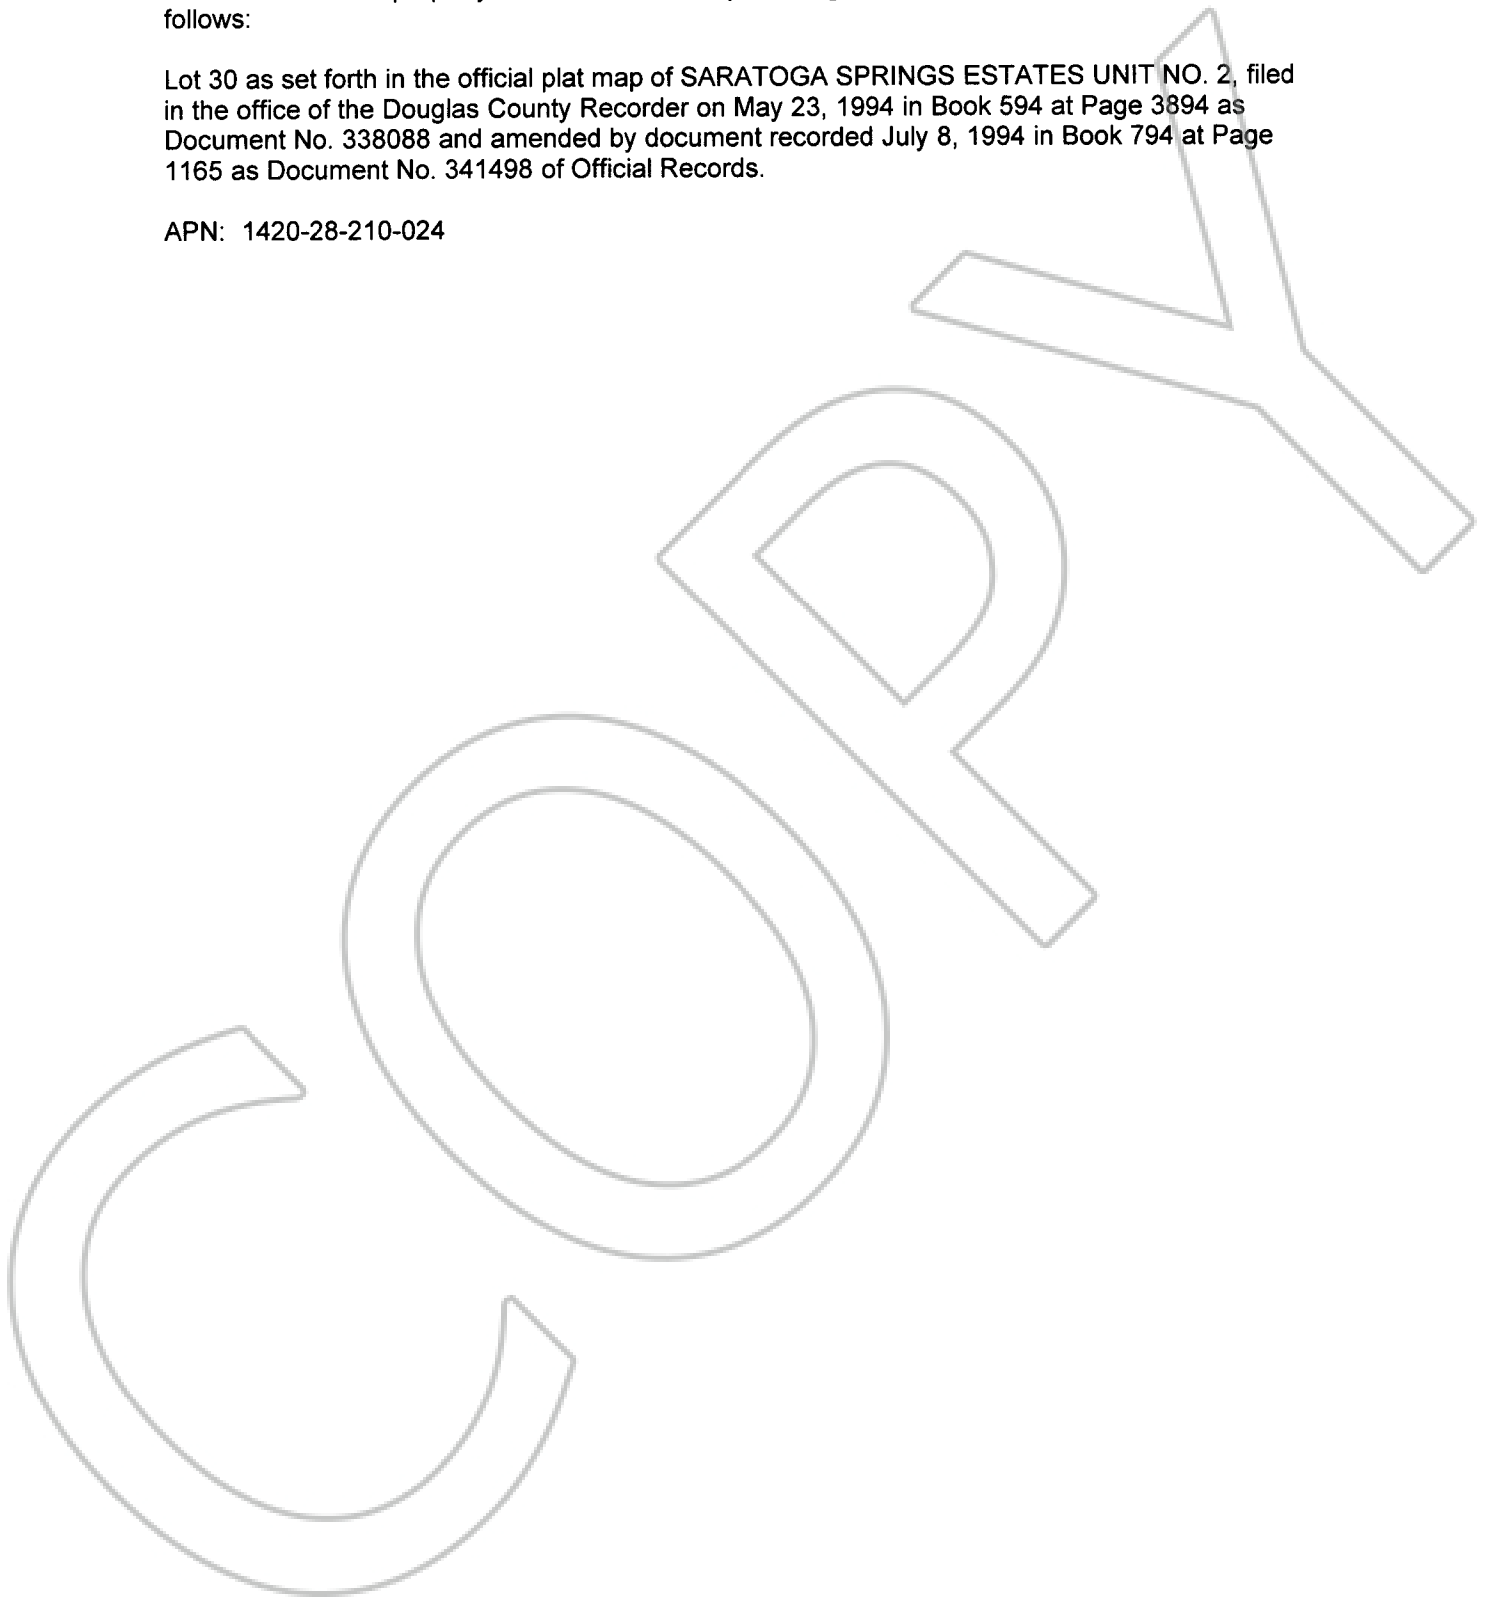 follows:
Lot 30 as set forth in the official plat map of SARATOGA SPRINGS ESTATES UNIT NO. 2, filed
in the office of the Douglas County Recorder on May 23, 1994 in Book 594 at Page 3894 as
Document No. 338088 and amended by document recorded July 8, 1994 in Book 794 at Page
1165 as Document No. 341498 of Official Records.
APN: 1420-28-210-024
COPY